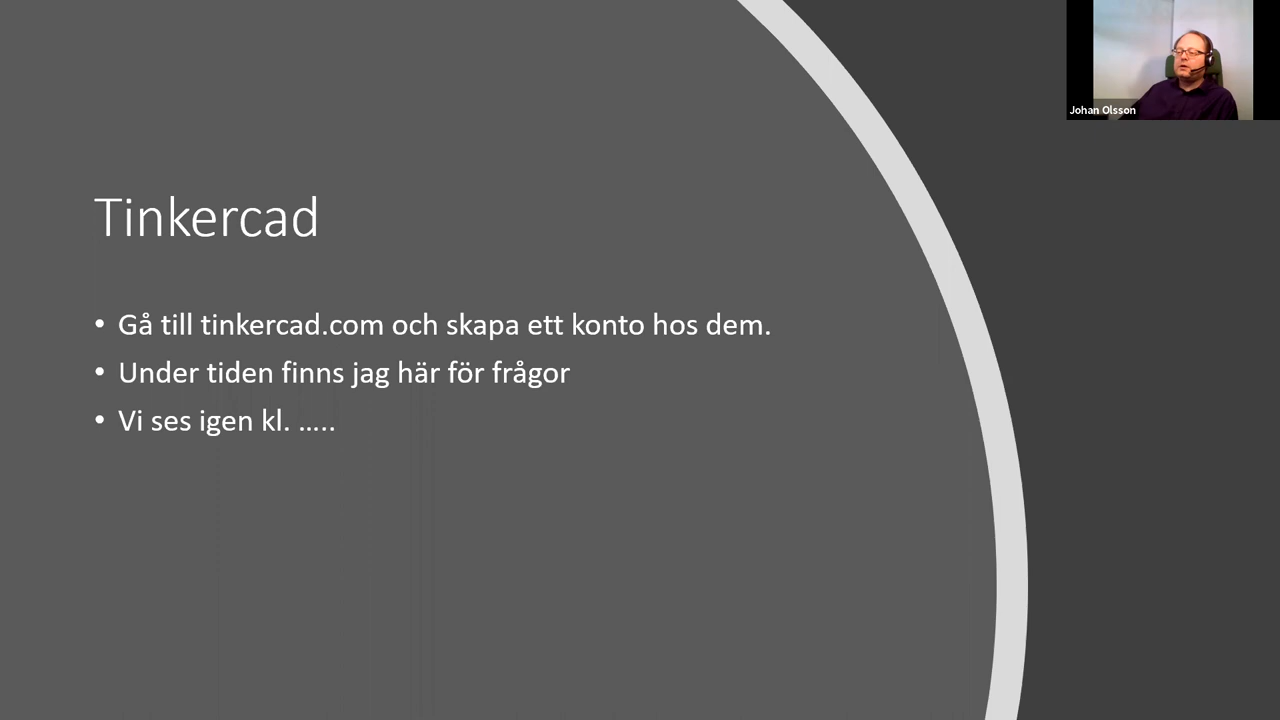 Johan Olsson
Tinkercad
• Gå till tinkercad.com och skapa ett konto hos dem.
• Under tiden finns jag här för frågor
• Vi ses igen kl. …..